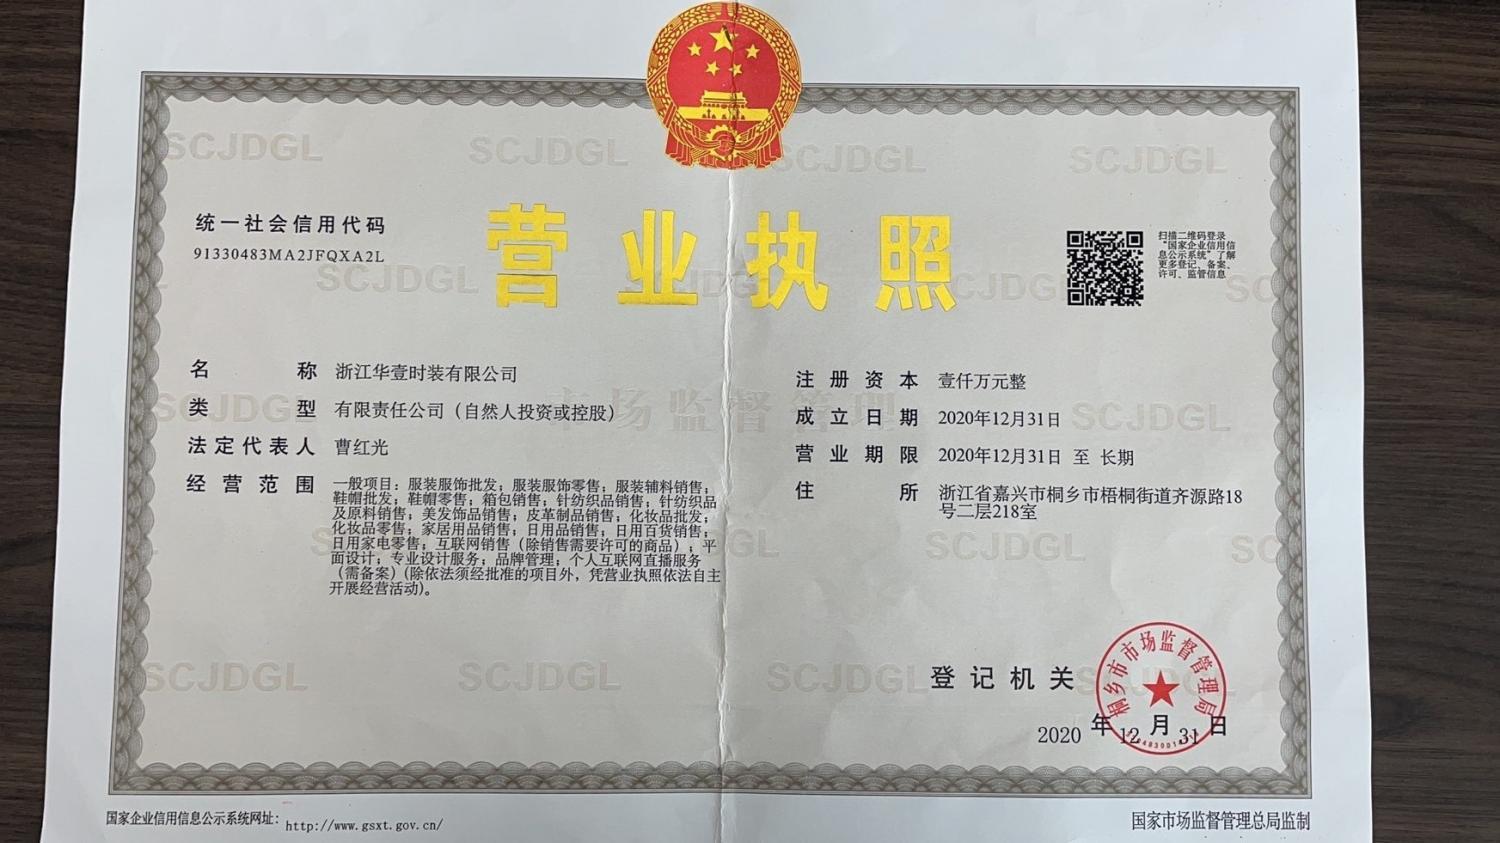 营业执照
统一社会信用代码
91330483MA2JFQXA2L
扫描二维码登录
“国家企业信用信
息公示系统”了解
更多登记、备案、
许可、监管信息
名称 浙江华壹时装有限公司
类型 有限责任公司（自然人投资或控股）
法定代表人 曹红光
经营范围 一般项目：服装服饰批发；服装服饰零售；服装辅料销售；
鞋帽批发；鞋帽零售；箱包销售；针纺织品销售；针纺织品
及原料销售；美发饰品销售；皮革制品销售；化妆品批发；
化妆品零售；家居用品销售；日用品销售；日用百货销售；
日用家电零售；互联网销售（除销售需要许可的商品）；平
面设计；专业设计服务；品牌管理；个人互联网直播服务
（需备案）(除依法须经批准的项目外，凭营业执照依法自主
开展经营活动)。
注册资本 壹仟万元整
成立日期 2020年12月31日
营业期限 2020年12月31日 至 长期
住所 浙江省嘉兴市桐乡市梧桐街道齐源路18
号二层218室
登记机关
桐乡市市场监督管理局
2020 年 12 月 31 日
国家企业信用信息公示系统网址：http://www.gsxt.gov.cn/
国家市场监督管理总局监制
SCJDGL
市场监督管理